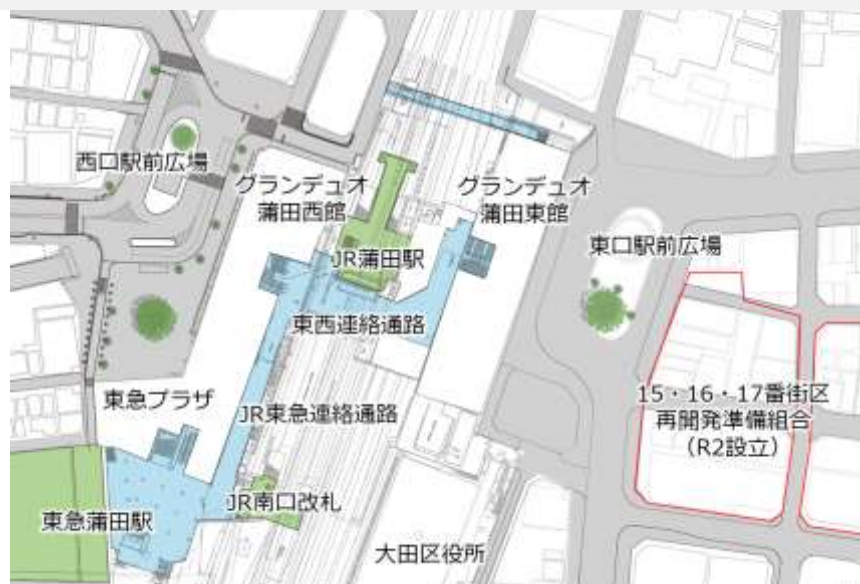 西口駅前広場
グランデュオ
蒲田西館
グランデュオ
蒲田東館
JR蒲田駅
東口駅前広場
東西連絡通路
東急プラザ
JR東急連絡通路
15・16・17番街区
再開発準備組合
（R2設立）
JR南口改札
東急蒲田駅
大田区役所